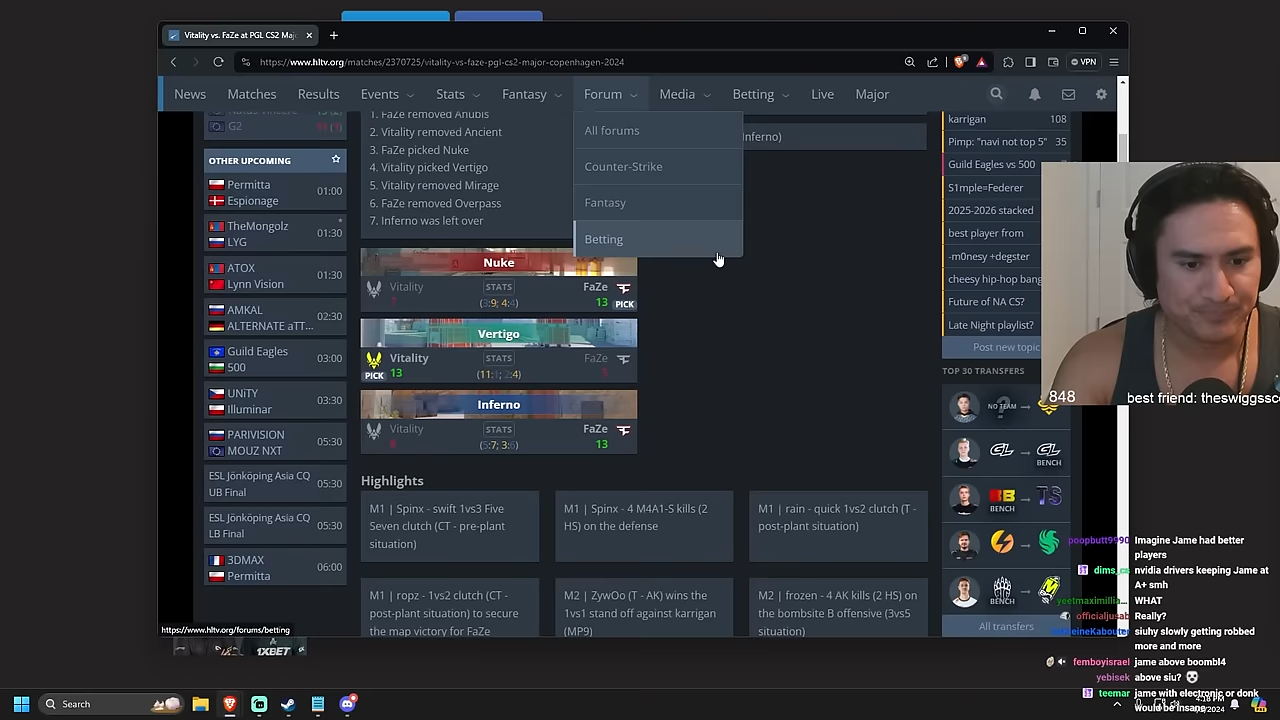 Vitality vs. FaZe at PGL CS2 Maj
https://www.hltv.org/matches/2370725/vitality-vs-faze-pgl-cs2-major-copenhagen-2024
VPN
News
Matches
Results
Events
Stats
Fantasy
Forum
Media
Betting
Live
Major
G2
OTHER UPCOMING
Permitta
Espionage
01:00
TheMongolz
LYG
01:30
ATOX
Lynn Vision
01:30
AMKAL
ALTERNATE aTT...
02:30
Guild Eagles
500
03:00
UNiTY
Illuminar
03:30
PARIVISION
MOUZ NXT
05:30
ESL Jönköping Asia CQ
UB Final
05:30
ESL Jönköping Asia CQ
LB Final
05:30
3DMAX
Permitta
06:00
1. FaZe removed Anubis
2. Vitality removed Ancient
3. FaZe picked Nuke
4. Vitality picked Vertigo
5. Vitality removed Mirage
6. FaZe removed Overpass
7. Inferno was left over
All forums
Counter-Strike
Fantasy
Betting
Inferno)
Nuke
Vitality
STATS
FaZe
13
PICK
Vertigo
Vitality
PICK
13
STATS
FaZe
Inferno
Vitality
STATS
FaZe
13
Highlights
M1 | Spinx - swift 1vs3 Five
Seven clutch (CT - pre-plant
situation)
M1 | Spinx - 4 M4A1-S kills (2
HS) on the defense
M1 | rain - quick 1vs2 clutch (T -
post-plant situation)
M1 | ropz - 1vs2 clutch (CT -
to secure
the map victory for FaZe
M2 | ZywOo (T - AK) wins the
1vs1 stand off against karrigan
(MP9)
M2 | frozen - 4 AK kills (2 HS) on
the bombsite B offensive (3vs5
situation)
karrigan
108
Pimp: "navi not top 5"
35
Guild Eagles vs 500
S1mple=Federer
2025-2026 stacked
best player from
-m0nesy +degster
cheesy hip-hop bang
Future of NA CS?
Late Night playlist?
Post new topic
TOP 30 TRANSFERS
NO TEAM
BENCH
BENCH
BENCH
All transfers
848
best friend: theswiggssc
poopbutt9990
Imagine Jame had better
players
nvidia drivers keeping Jame at
A+ smh
WHAT
Really?
siuhy slowly getting robbed
more and more
femboyisrael
jame above boombl4
yebisek
above siu?
teemar
jame with electronic or donk
would be insane
https://www.hltv.org/forums/betting
1XBET
Search